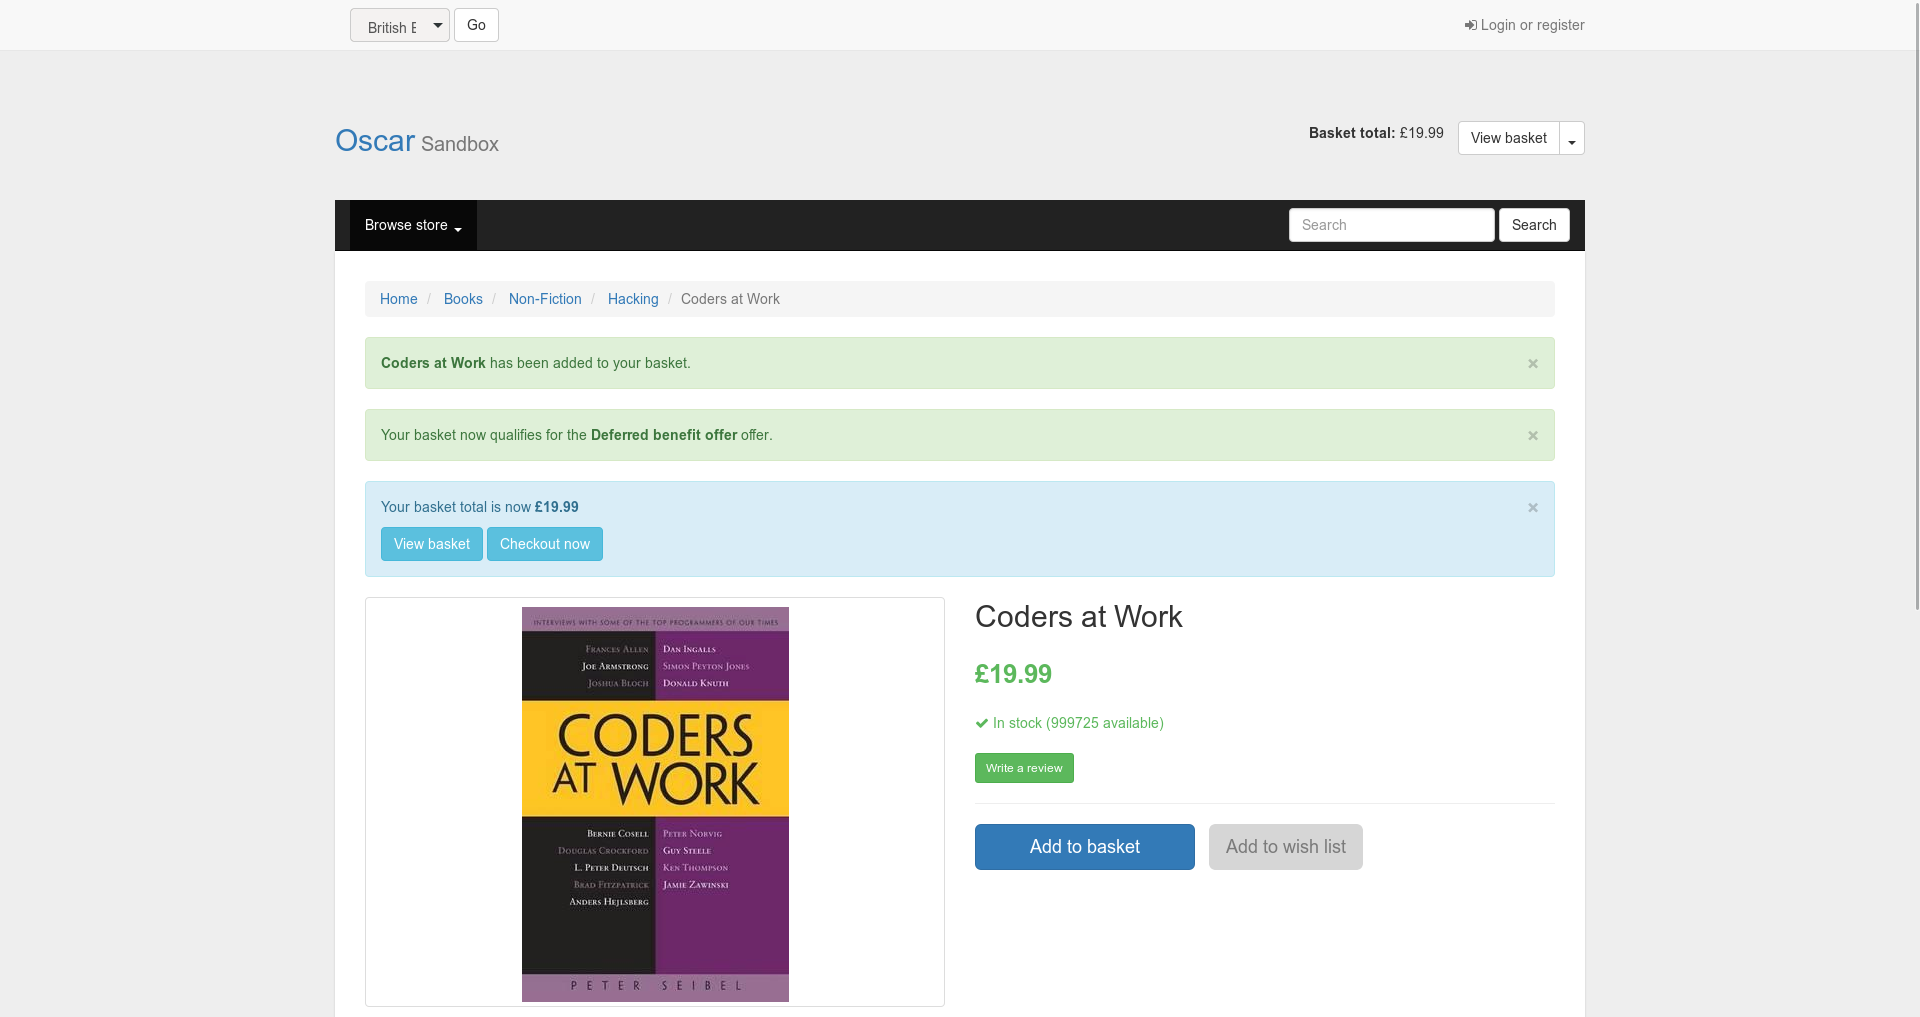 British E
Go
Login or register
Oscar Sandbox
Basket total: £19.99
View basket
Browse store
Search
Search
Home / Books / Non-Fiction / Hacking / Coders at Work
Coders at Work has been added to your basket. ×
Your basket now qualifies for the Deferred benefit offer offer. ×
Your basket total is now £19.99 ×
View basket
Checkout now
INTERVIEWS WITH SOME OF THE TOP PROGRAMMERS OF OUR TIMES
FRANCES ALLEN
JOE ARMSTRONG
JOSHUA BLOCH
DAN INGALLS
SIMON PEYTON JONES
DONALD KNUTH
CODERS
AT WORK
BERNIE COSELL
DOUGLAS CROCKFORD
L. PETER DEUTSCH
BRAD FITZPATRICK
ANDERS HEJLSBERG
PETER NORVIG
GUY STEELE
KEN THOMPSON
JAMIE ZAWINSKI
PETER SEIBEL
Coders at Work
£19.99
In stock (999725 available)
Write a review
Add to basket
Add to wish list